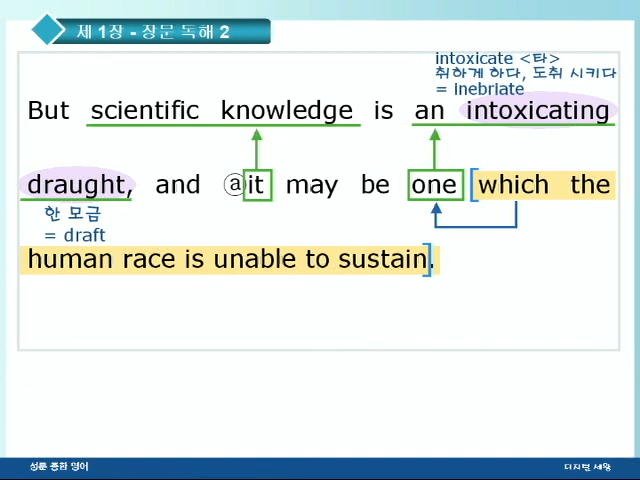 제 1장 - 장문 독해 2
intoxicate <타>
취하게 하다, 도취 시키다
= inebriate
But scientific knowledge is an intoxicating
draught, and ⓐit may be one [which the
한 모금
= draft
human race is unable to sustain].
성문 종합 영어
디지털 세왕